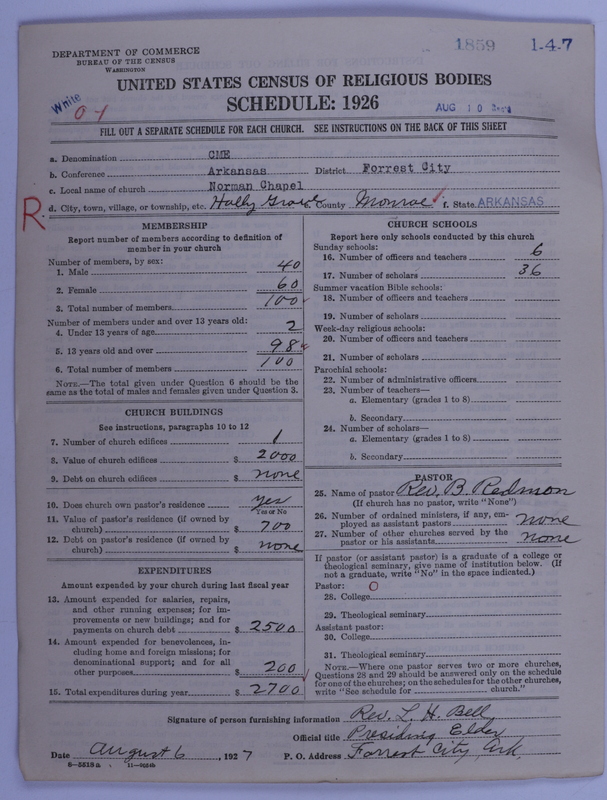 DEPARTMENT OF COMMERCE
BUREAU OF THE CENSUS
WASHINGTON
1859
1-4-7
UNITED STATES CENSUS OF RELIGIOUS BODIES
SCHEDULE: 1926
White
AUG 10
FILL OUT A SEPARATE SCHEDULE FOR EACH CHURCH. SEE INSTRUCTIONS ON THE BACK OF THIS SHEET
a. Denomination CME
b. Conference Arkansas District Forrest City
c. Local name of church Norman Chapel
d. City, town, village, or township, etc. Holly Grove County Monroe f. State ARKANSAS
R
MEMBERSHIP
Report number of members according to definition of
member in your church
Number of members, by sex:
1. Male 40
2. Female 60
3. Total number of members 100
Number of members under and over 13 years old:
4. Under 13 years of age 2
5. 13 years old and over 98
6. Total number of members 100
NOTE.—The total given under Question 6 should be
same as the total of males and females given under Question 3.
CHURCH BUILDINGS
See instructions, paragraphs 10 to 12
7. Number of church edifices 1
8. Value of church edifices $ 2000
9. Debt on church edifices $ none
10. Does church own pastor's residence yes
Yes or No
11. Value of pastor's residence (if owned by
church) $ 700
12. Debt on pastor's residence (if owned by
church) $ none
EXPENDITURES
Amount expended by your church during last fiscal year
13. Amount expended for salaries, repairs,
and other running expenses; for im-
provements or new buildings; and for
payments on church debt $ 2500
14. Amount expended for benevolences, in-
cluding home and foreign missions; for
denominational support; and for all
other purposes $ 200
15. Total expenditures during year $ 2700
CHURCH SCHOOLS
Report here only schools conducted by this church
Sunday schools:
16. Number of officers and teachers 6
17. Number of scholars 36
Summer vacation Bible schools:
18. Number of officers and teachers
19. Number of scholars
Week-day religious schools:
20. Number of officers and teachers
21. Number of scholars
Parochial schools:
22. Number of administrative officers
23. Number of teachers—
a. Elementary (grades 1 to 8)
b. Secondary
24. Number of scholars—
a. Elementary (grades 1 to 8)
b. Secondary $
PASTOR
25. Name of pastor Rev. B. Redmon
(If church has no pastor, write "None")
26. Number of ordained ministers, if any, em-
ployed as assistant pastors none
27. Number of other churches served by the
pastor or his assistants none
If pastor (or assistant pastor) is a graduate of a college or
theological seminary, give name of institution below. (If
not a graduate, write "No" in the space indicated.)
Pastor: O
28. College
29. Theological seminary
Assistant pastor:
30. College
31. Theological seminary
NOTE.—Where one pastor serves two or more churches,
Questions 28 and 29 should be answered only on the schedule
for one of the churches; on the schedules for the other churches,
write "See schedule for church."
Signature of person furnishing information Rev. L. H. Bell
Official title Presiding Elder
Date August 6, 1927 P. O. Address Forrest City, Ark.